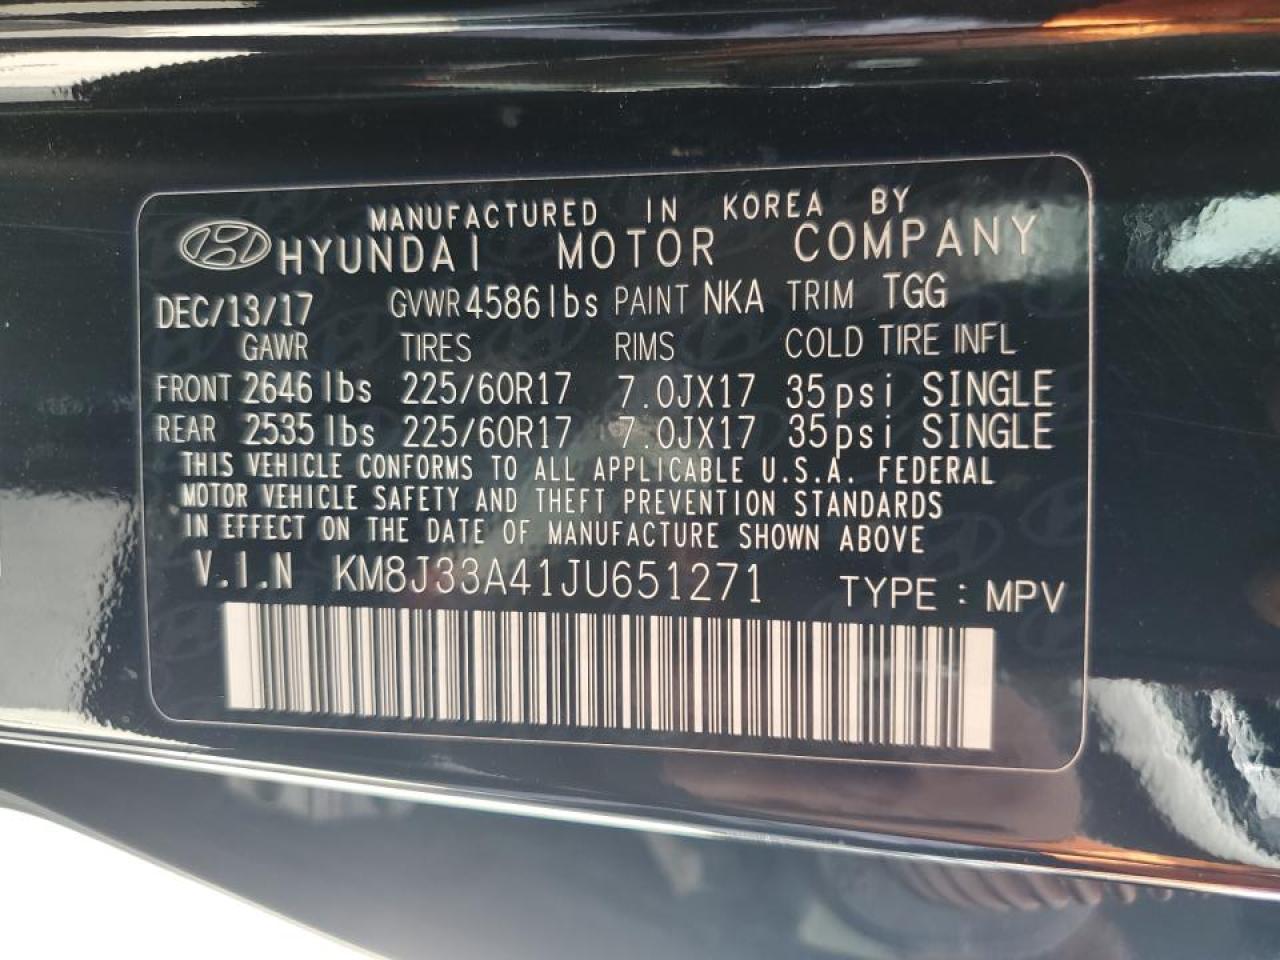 MANUFACTURED IN KOREA BY
HYUNDAI MOTOR COMPANY
DEC/13/17 GVWR 4586 lbs PAINT NKA TRIM TGG
GAWR TIRES RIMS COLD TIRE INFL
FRONT 2646 lbs 225/60R17 7.0JX17 35psi SINGLE
REAR 2535 lbs 225/60R17 7.0JX17 35psi SINGLE
THIS VEHICLE CONFORMS TO ALL APPLICABLE U.S.A. FEDERAL
MOTOR VEHICLE SAFETY AND THEFT PREVENTION STANDARDS
IN EFFECT ON THE DATE OF MANUFACTURE SHOWN ABOVE
V.I.N KM8J33A41JU651271 TYPE : MPV